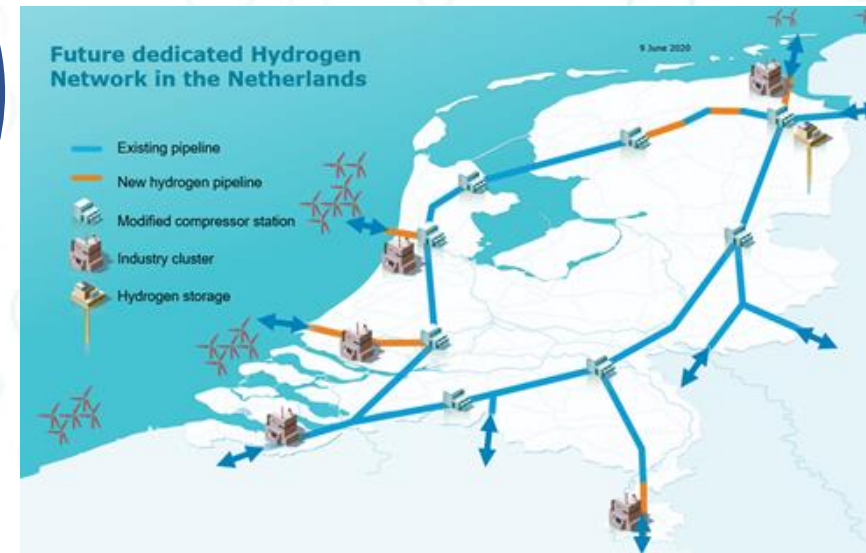 Future dedicated Hydrogen
Network in the Netherlands
9 June 2020
Existing pipeline
New hydrogen pipeline
Modified compressor station
Industry cluster
Hydrogen storage